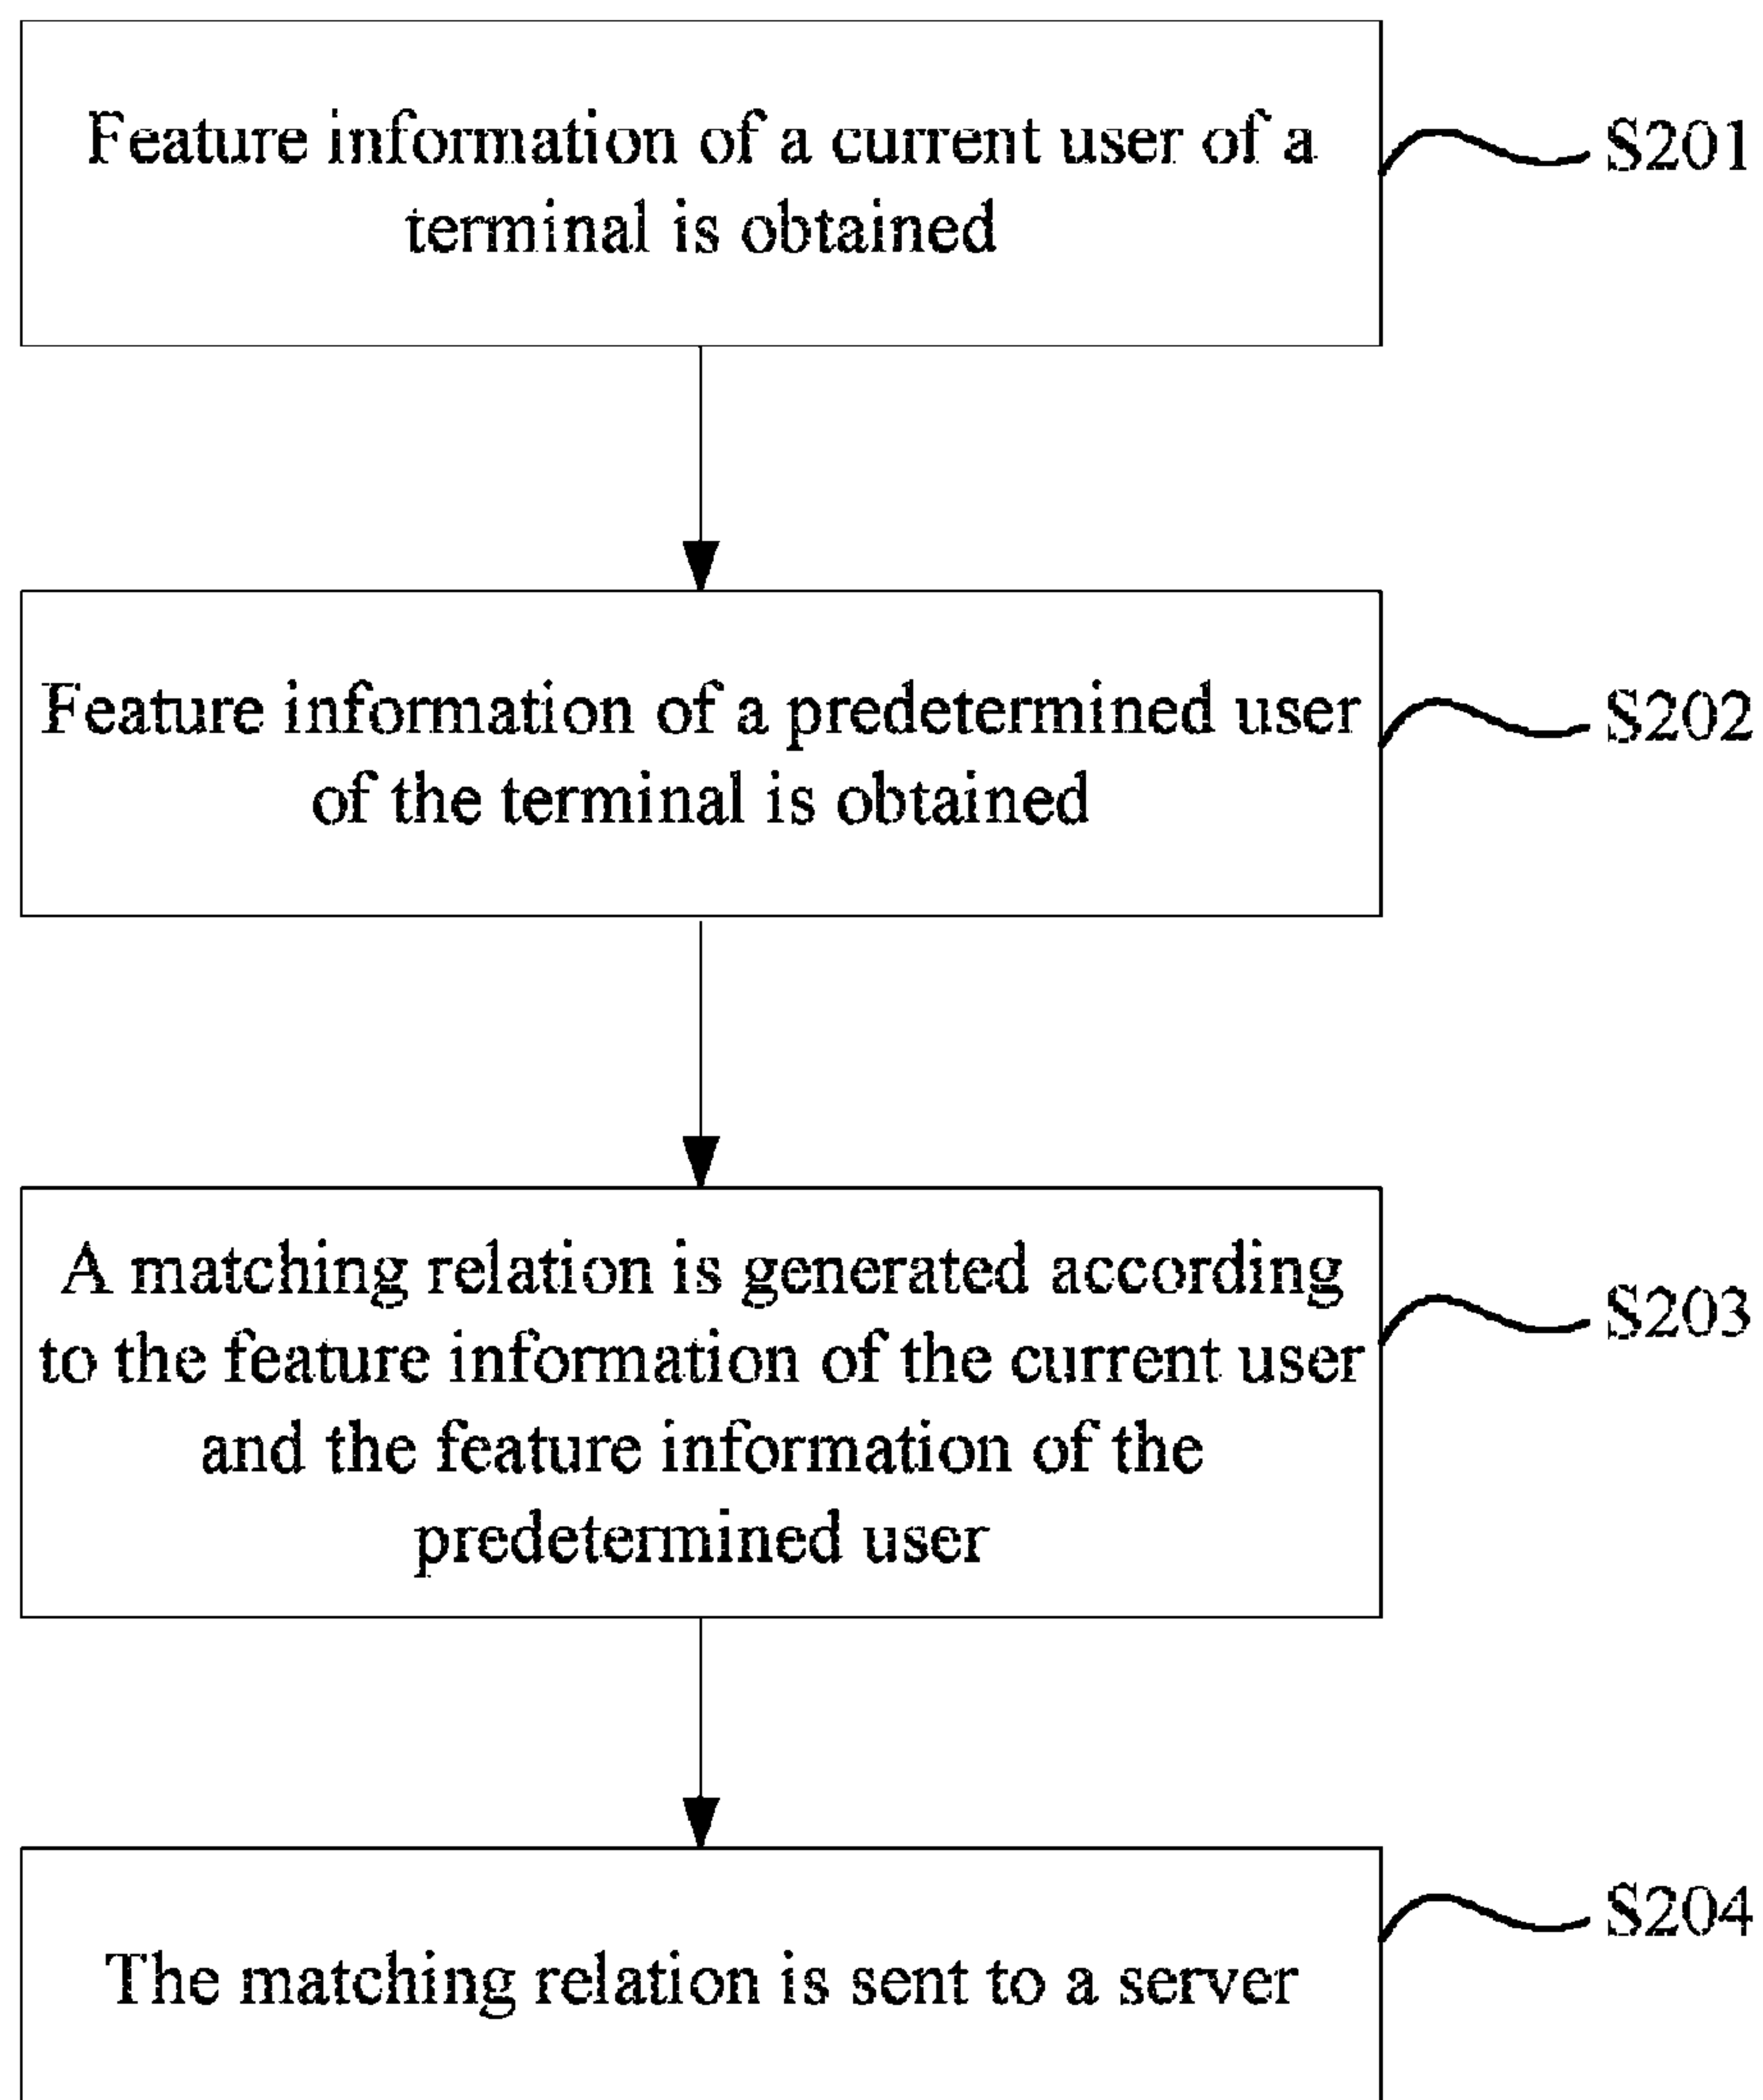 Feature information of a current user of a
terminal is obtained
S201
Feature information of a predetermined user
of the terminal is obtained
S202
A matching relation is generated according
to the feature information of the current user
and the feature information of the
predetermined user
S203
The matching relation is sent to a server
S204